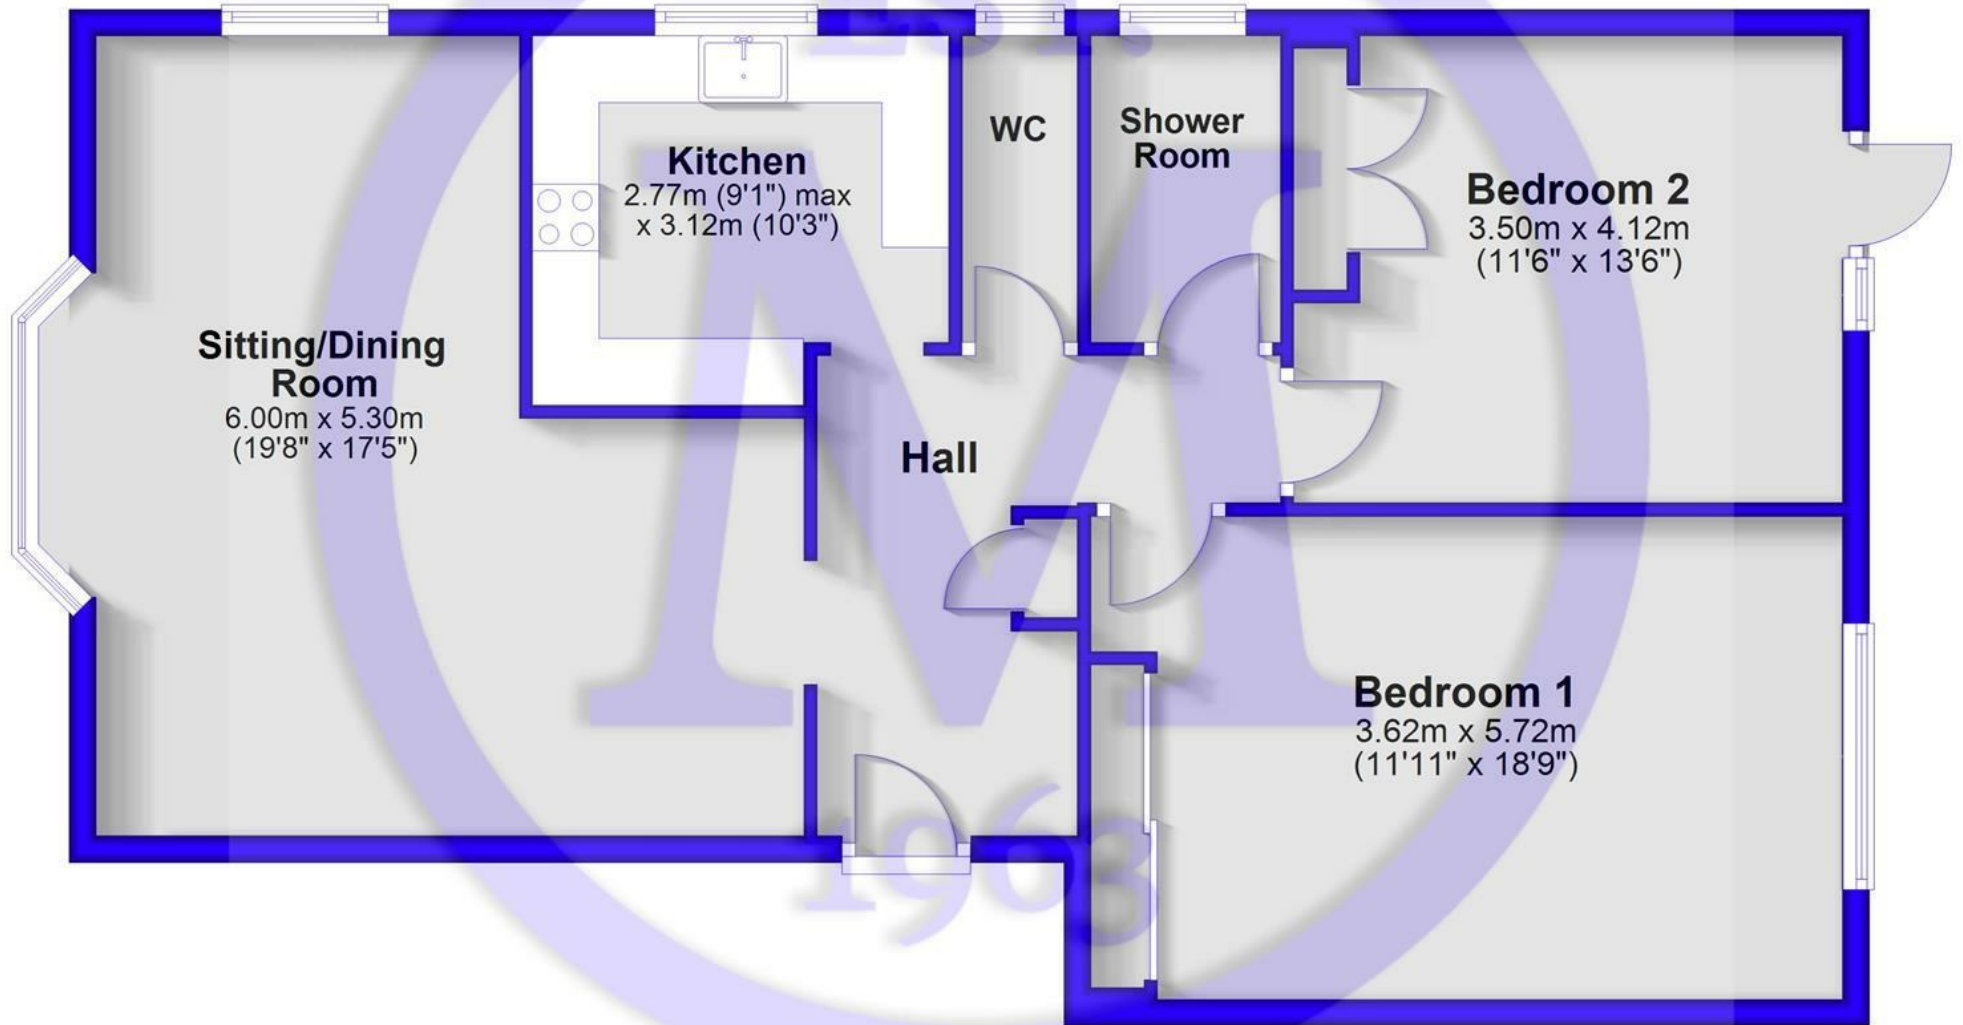 EST.
Kitchen
2.77m (9'1") max
x 3.12m (10'3")
WC
Shower
Room
Bedroom 2
3.50m x 4.12m
(11'6" x 13'6")
Sitting/Dining
Room
6.00m x 5.30m
(19'8" x 17'5")
Hall
M
Bedroom 1
3.62m x 5.72m
(11'11" x 18'9")
1963